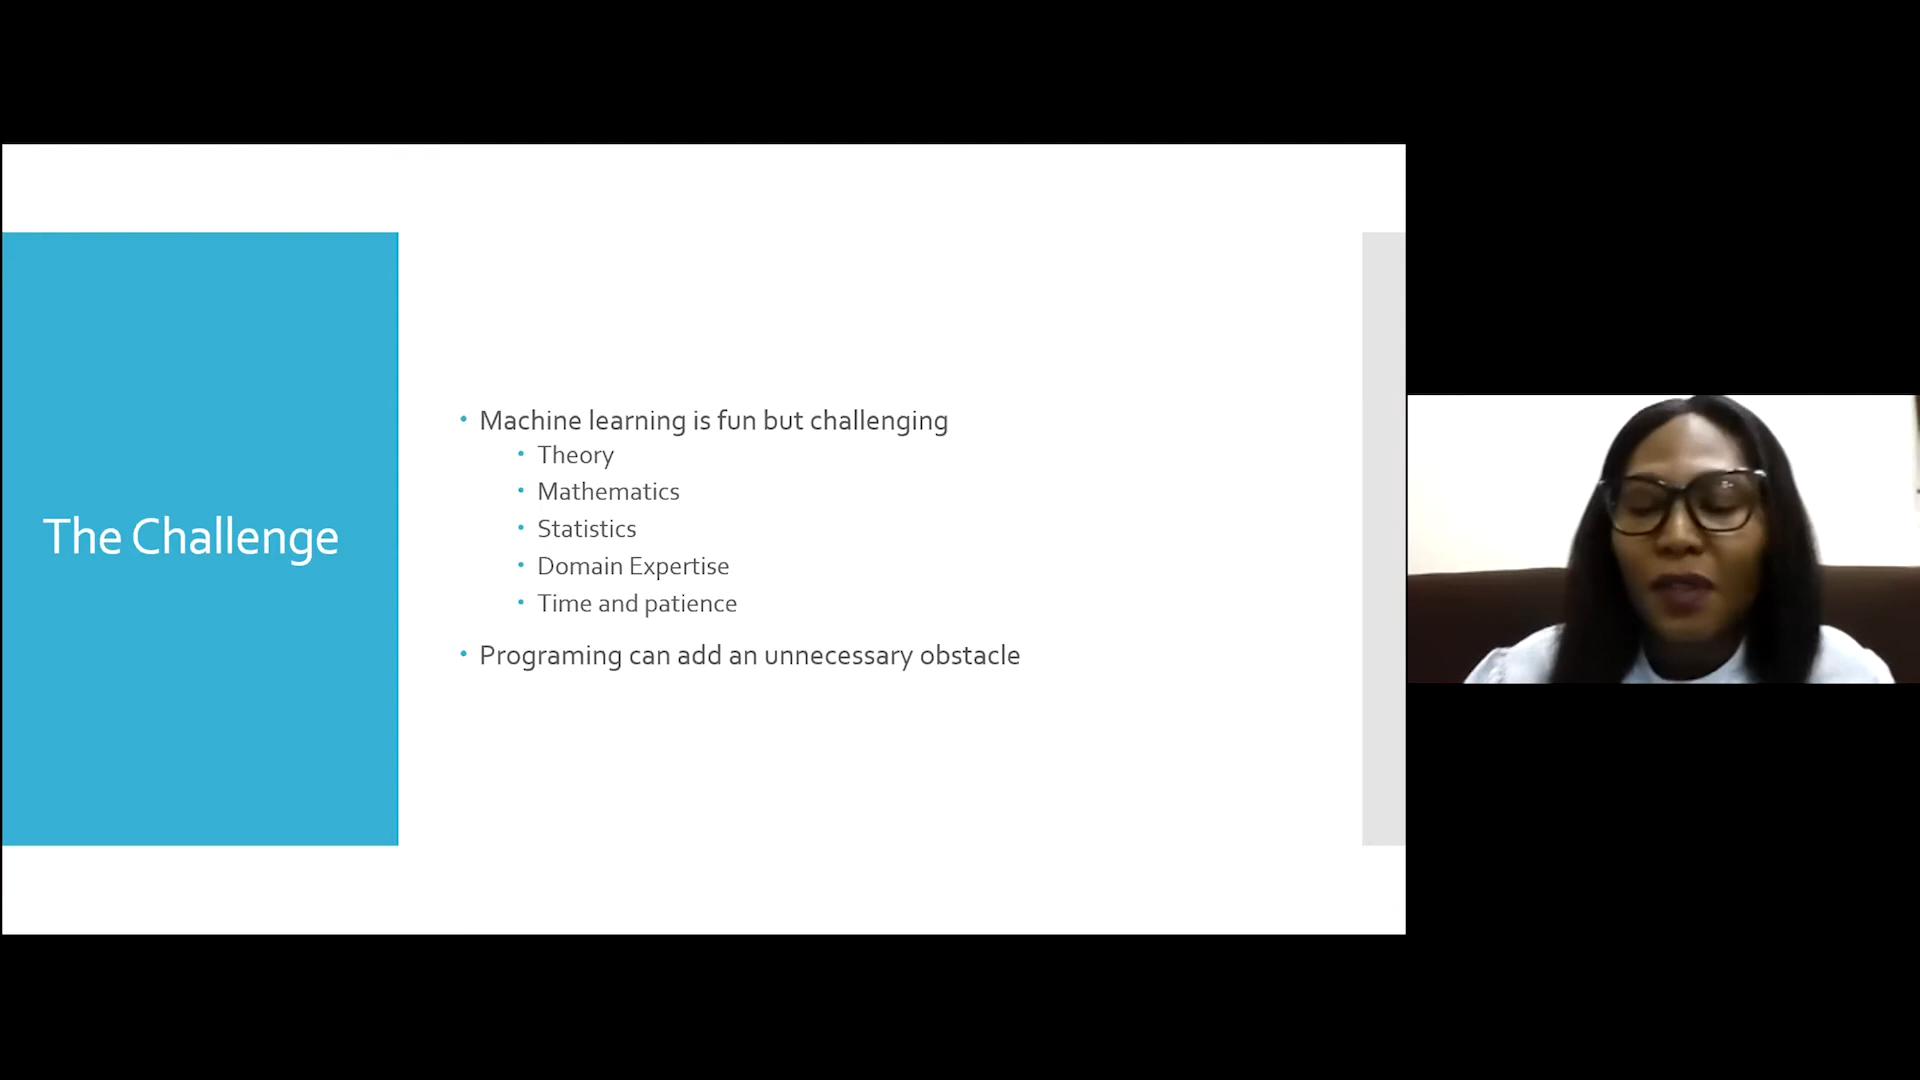 The Challenge
• Machine learning is fun but challenging
• Theory
• Mathematics
• Statistics
• Domain Expertise
• Time and patience
• Programing can add an unnecessary obstacle